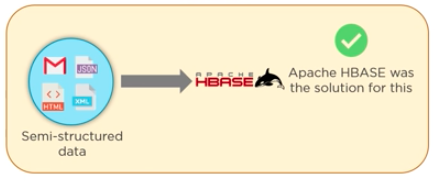 JSON
HTML
XML
Semi-structured
data
APACHE
HBASE
Apache HBASE was
the solution for this